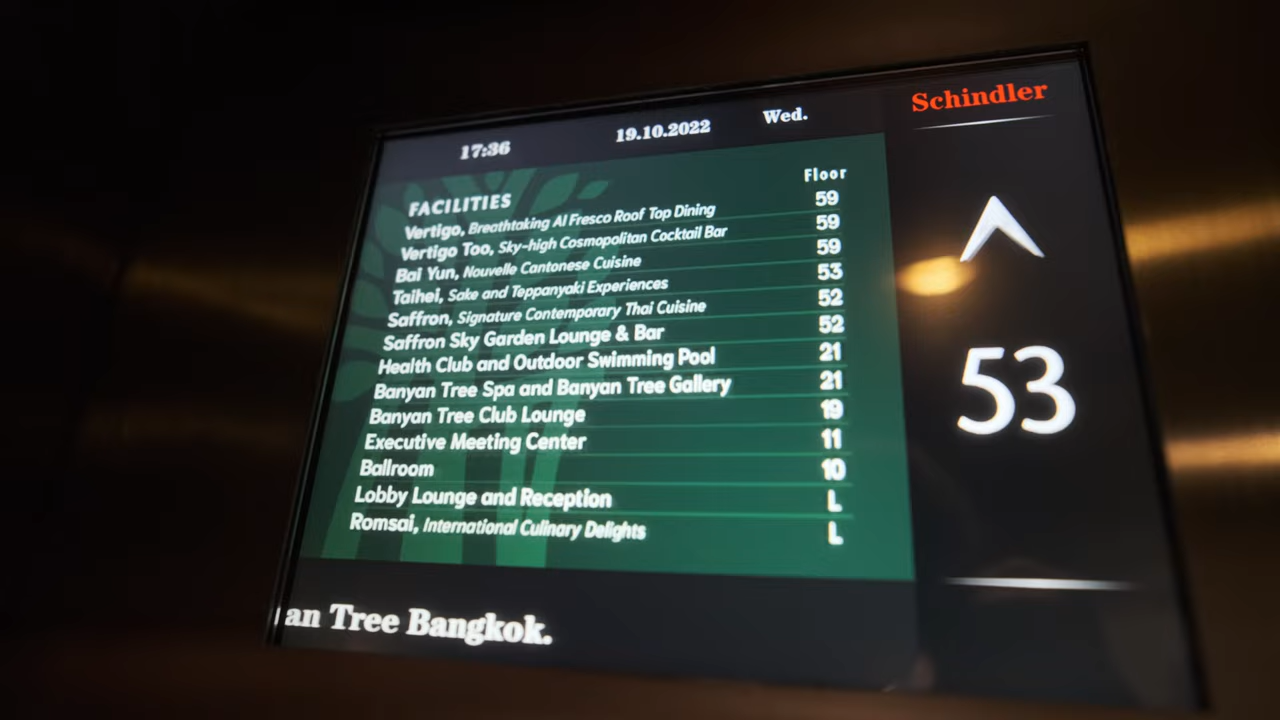 17:36 19.10.2022 Wed. Schindler
FACILITIES Floor
Vertigo, Breathtaking Al Fresco Roof Top Dining 59
Vertigo Too, Sky-high Cosmopolitan Cocktail Bar 59
Bai Yun, Nouvelle Cantonese Cuisine 59
Taihei, Sake and Teppanyaki Experiences 53
Saffron, Signature Contemporary Thai Cuisine 52
Saffron Sky Garden Lounge & Bar 52
Health Club and Outdoor Swimming Pool 21
Banyan Tree Spa and Banyan Tree Gallery 21
Banyan Tree Club Lounge 19
Executive Meeting Center 11
Ballroom 10
Lobby Lounge and Reception L
Romsai, International Culinary Delights L
53
an Tree Bangkok.